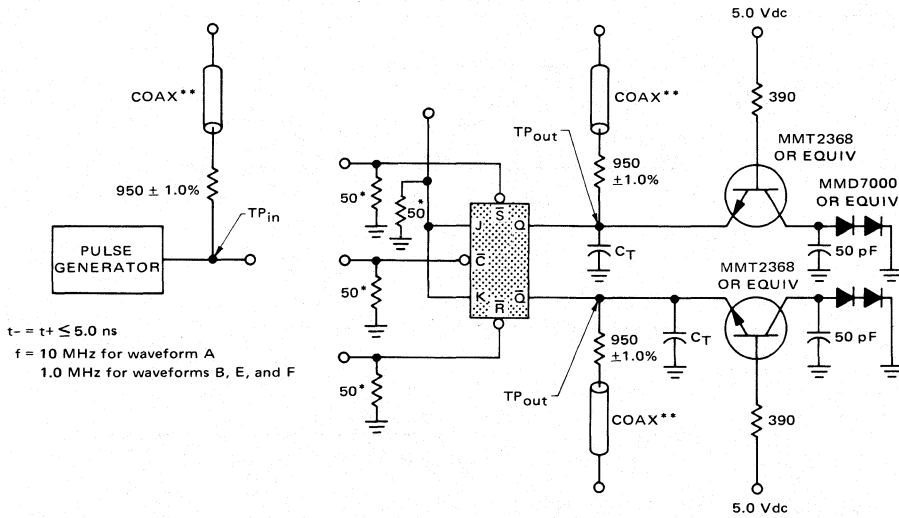 COAX**
950 ± 1.0%
TPin
PULSE
GENERATOR
t- = t+ ≤ 5.0 ns
f = 10 MHz for waveform A
1.0 MHz for waveforms B, E, and F
50*
50*
50*
50*
S̅
J
Q
C̅
K
Q̅
R̅
COAX**
TPout
950
±1.0%
CT
5.0 Vdc
390
MMT2368
OR EQUIV
MMD7000
OR EQUIV
50 pF
MMT2368
OR EQUIV
950
±1.0%
CT
50 pF
TPout
COAX**
390
5.0 Vdc